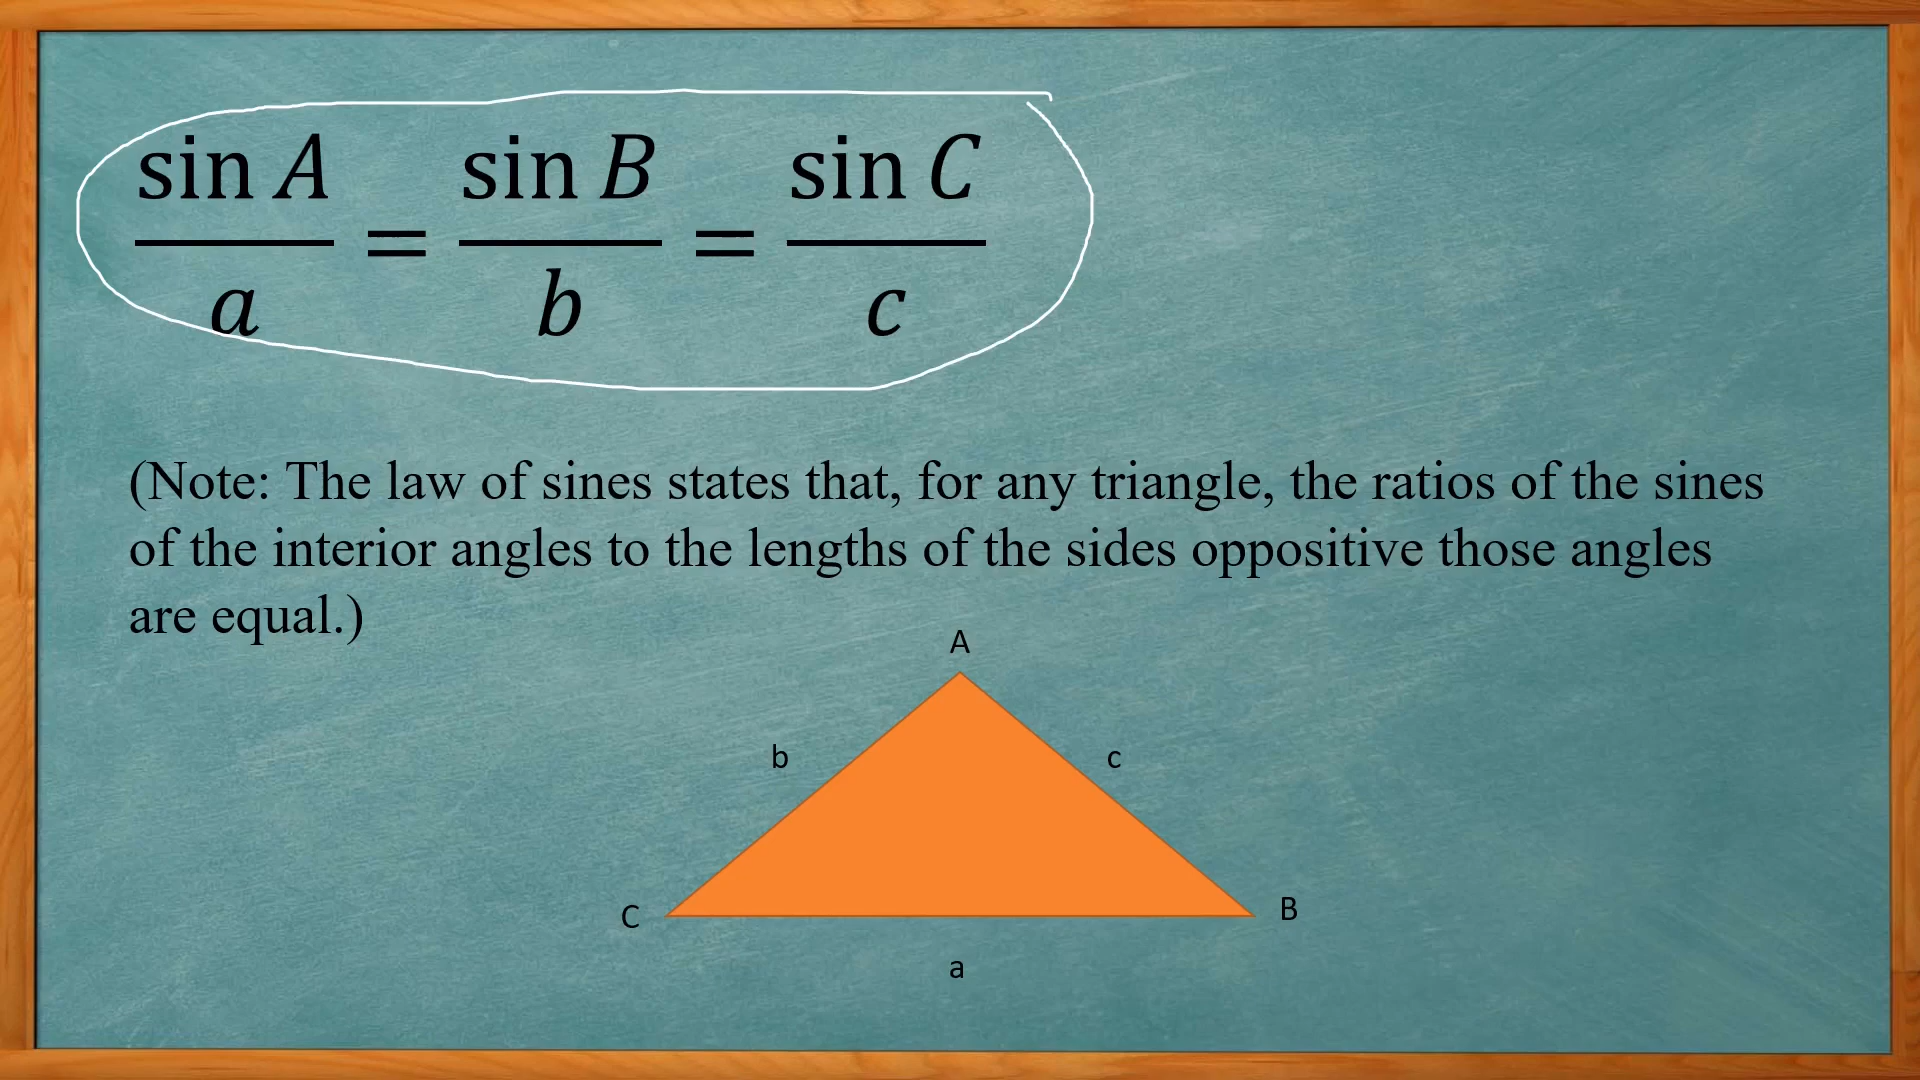 sin A / a = sin B / b = sin C / c
(Note: The law of sines states that, for any triangle, the ratios of the sines
of the interior angles to the lengths of the sides oppositive those angles
are equal.)
A
b c
C B
a